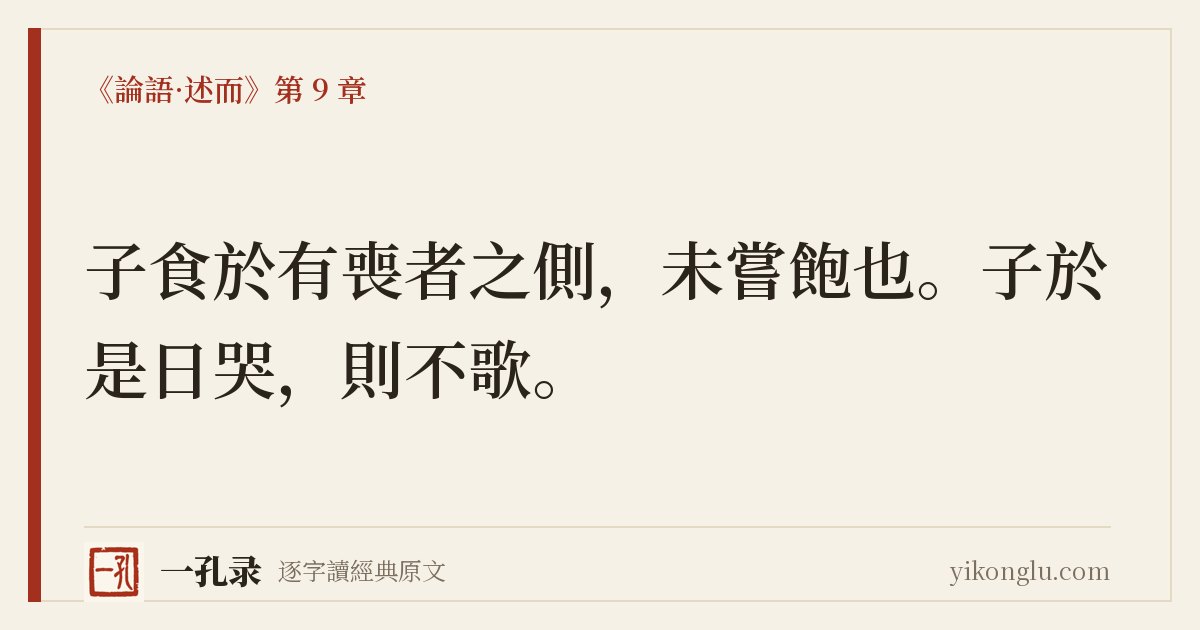 《論語·述而》第 9 章
子食於有喪者之側，未嘗飽也。子於
是日哭，則不歌。
一孔
一孔录 逐字讀經典原文 yikonglu.com